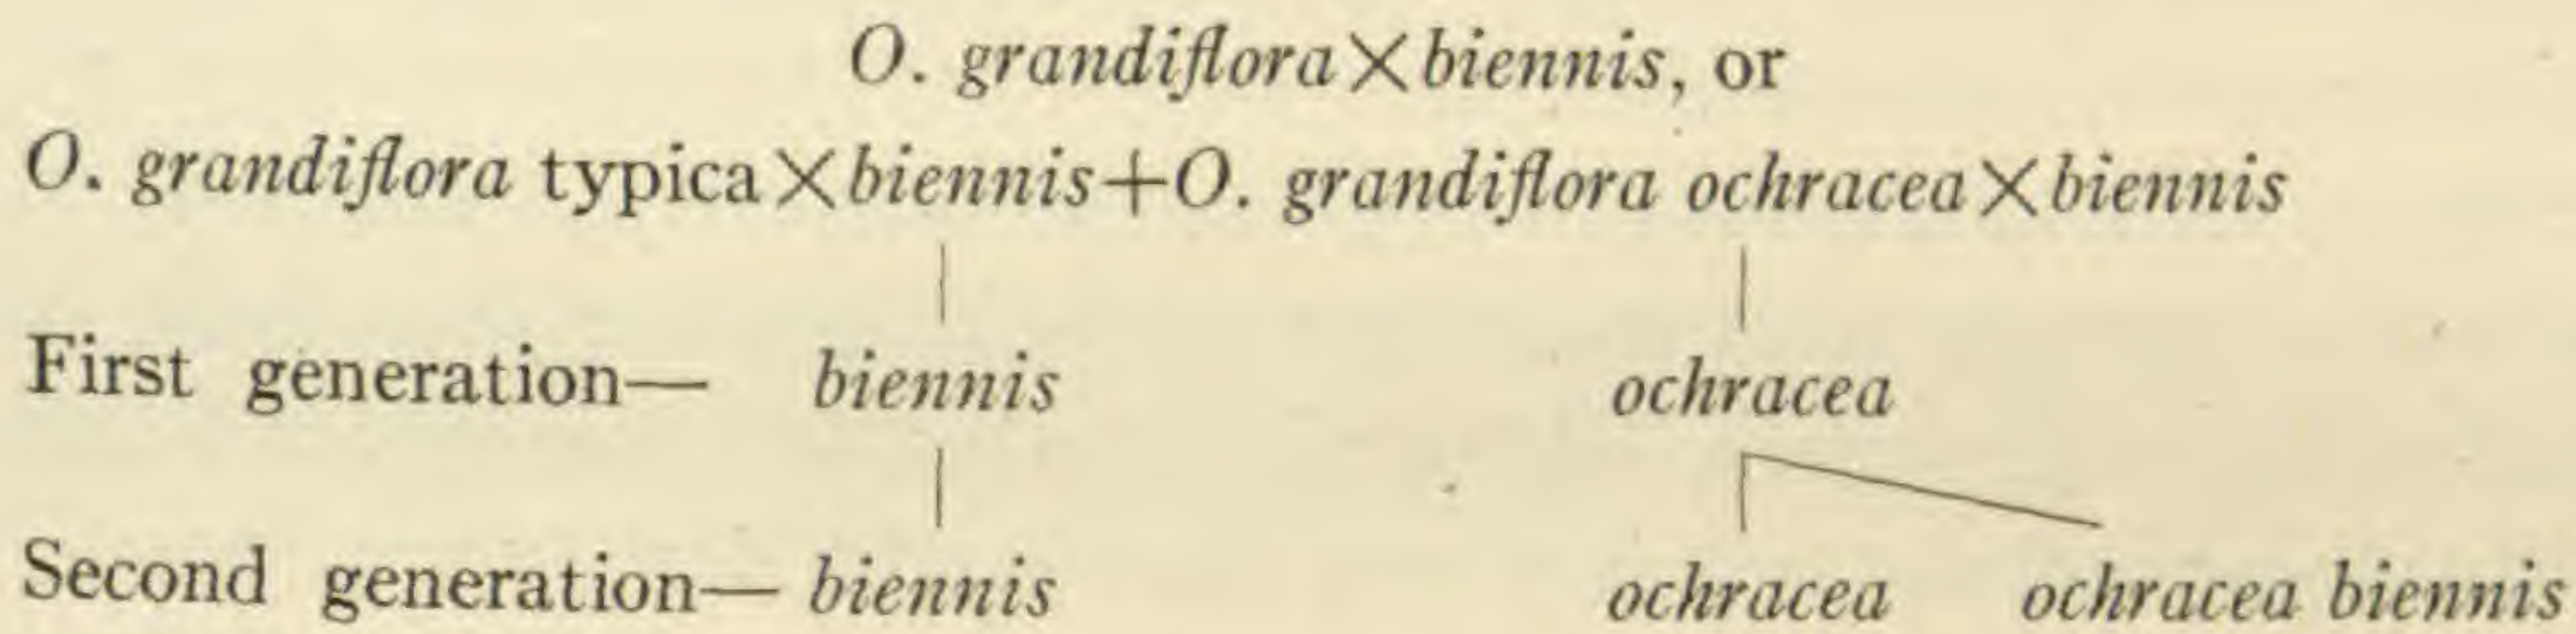 O. grandiflora×biennis, or
O. grandiflora typica×biennis+O. grandiflora ochracea×biennis
First generation— biennis ochracea
Second generation— biennis ochracea ochracea biennis